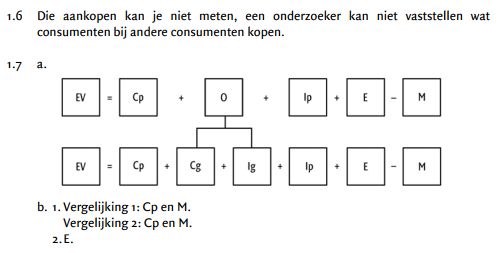 1.6 Die aankopen kan je niet meten, een onderzoeker kan niet vaststellen wat
consumenten bij andere consumenten kopen.
1.7 a.
EV = Cp + O + Ip + E – M
EV = Cp + Cg + Ig + Ip + E – M
b. 1. Vergelijking 1: Cp en M.
Vergelijking 2: Cp en M.
2. E.